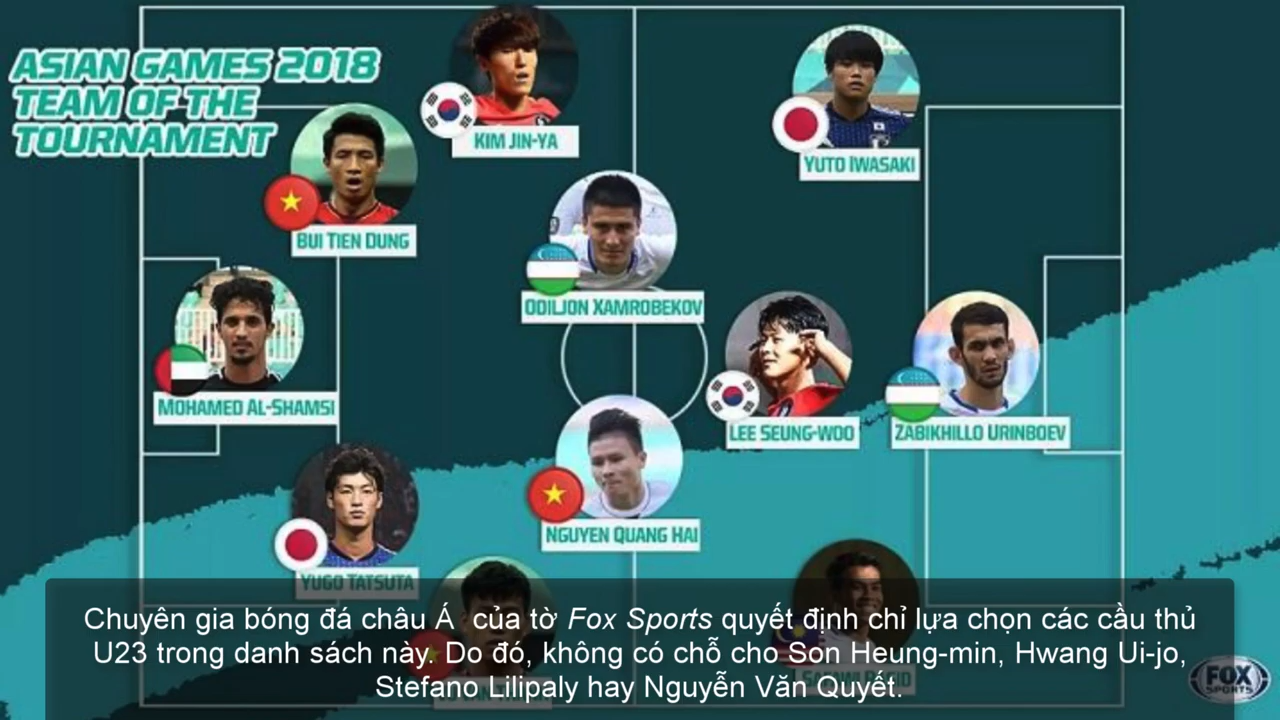 ASIAN GAMES 2018
TEAM OF THE
TOURNAMENT
KIM JIN-YA
YUTO IWASAKI
BUI TIEN DUNG
ODILJON XAMROBEKOV
MOHAMED AL-SHAMSI
LEE SEUNG-WOO
ZABIKHILLO URINBOEV
NGUYEN QUANG HAI
YUGO TATSUTA
Chuyên gia bóng đá châu Á của tờ Fox Sports quyết định chỉ lựa chọn các cầu thủ
U23 trong danh sách này. Do đó, không có chỗ cho Son Heung-min, Hwang Ui-jo,
Stefano Lilipaly hay Nguyễn Văn Quyết.
FOX
SPORTS